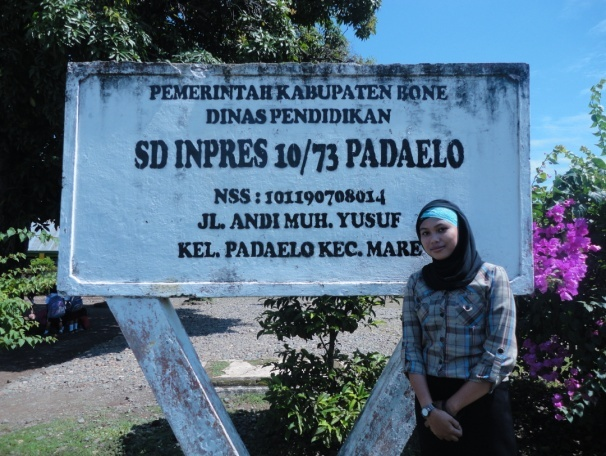 PEMERINTAH KABUPATEN BONE
DINAS PENDIDIKAN
SD INPRES 10/73 PADAELO
NSS : 101190708014
JL. ANDI MUH. YUSUF
KEL. PADAELO KEC. MARE